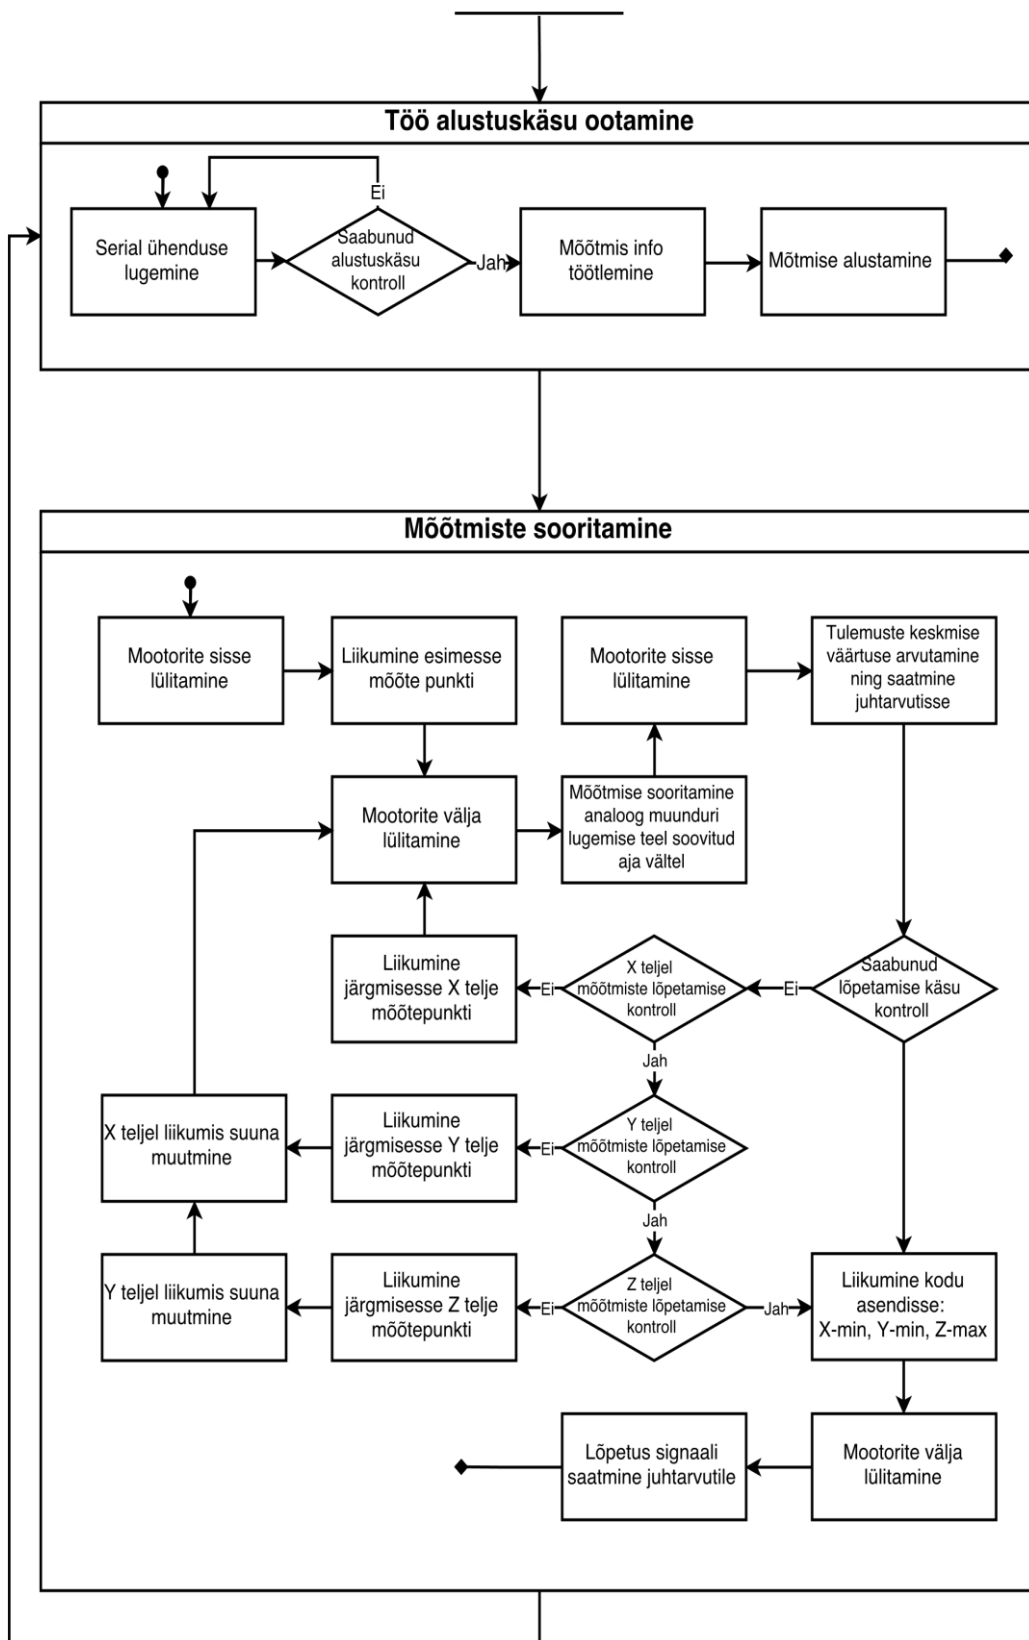 Töö alustuskäsu ootamine
Ei
Serial ühenduse
lugemine
Saabunud
alustuskäsu
kontroll
Jah
Mõõtmis info
töötlemine
Mõtmise alustamine
Mõõtmiste sooritamine
Mootorite sisse
lülitamine
Liikumine esimesse
mõõte punkti
Mootorite sisse
lülitamine
Tulemuste keskmise
väärtuse arvutamine
ning saatmine
juhtarvutisse
Mootorite välja
lülitamine
Mõõtmise sooritamine
analoog muunduri
lugemise teel soovitud
aja vältel
Liikumine
järgmisesse X telje
mõõtepunkti
Ei
X teljel
mõõtmiste lõpetamise
kontroll
Ei
Saabunud
lõpetamise käsu
kontroll
Jah
X teljel liikumis suuna
muutmine
Liikumine
järgmisesse Y telje
mõõtepunkti
Ei
Y teljel
mõõtmiste lõpetamise
kontroll
Jah
Y teljel liikumis suuna
muutmine
Liikumine
järgmisesse Z telje
mõõtepunkti
Ei
Z teljel
mõõtmiste lõpetamise
kontroll
Jah
Liikumine kodu
asendisse:
X-min, Y-min, Z-max
Lõpetus signaali
saatmine juhtarvutile
Mootorite välja
lülitamine